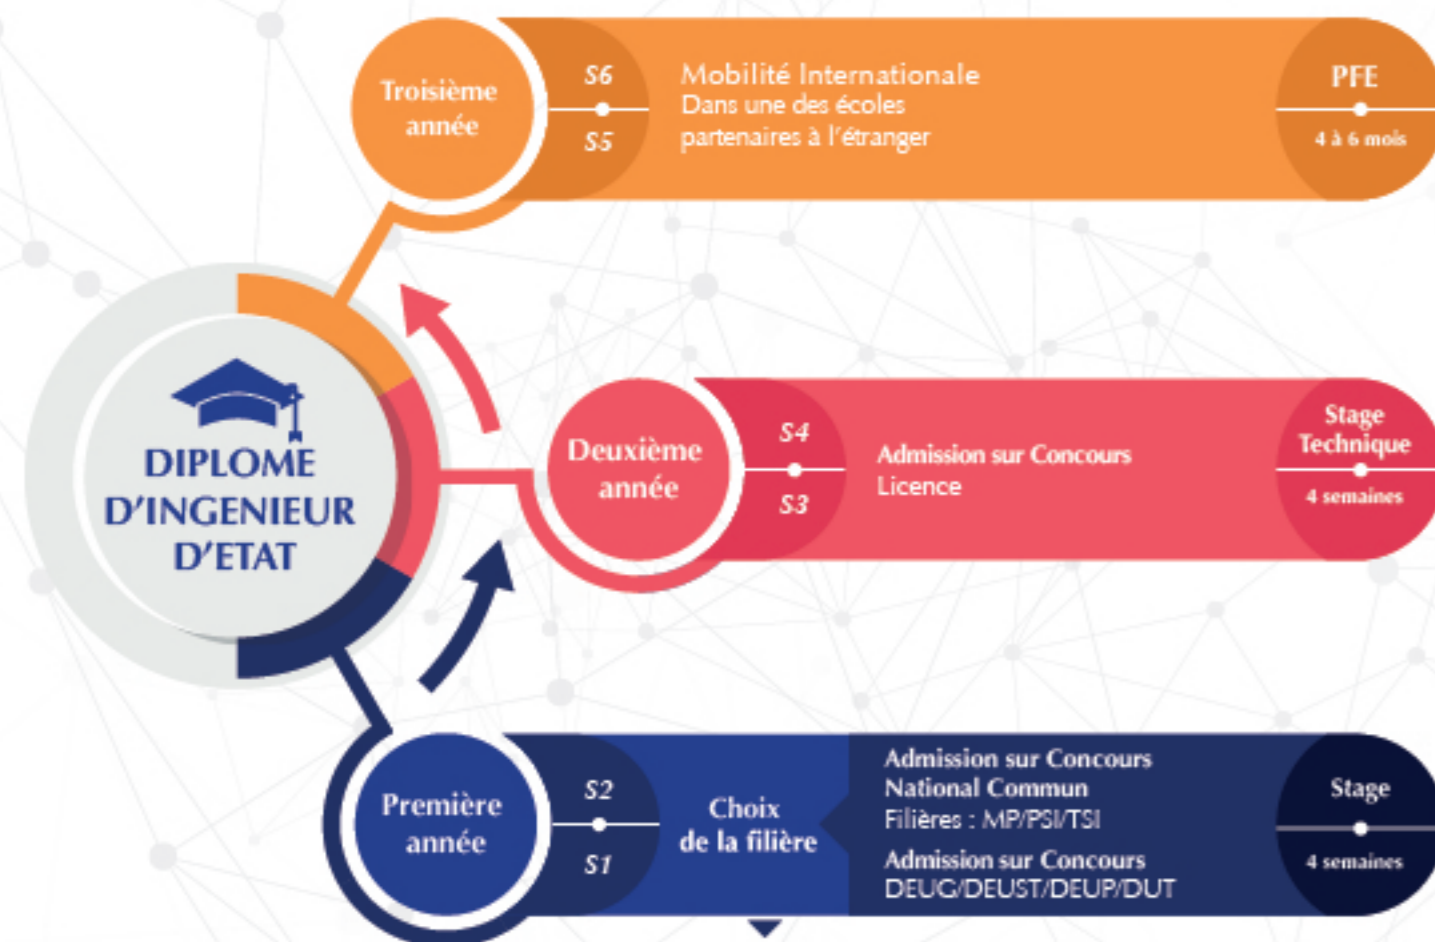 Troisième
année
S6
S5
Mobilité Internationale
Dans une des écoles
partenaires à l'étranger
PFE
4 à 6 mois
DIPLOME
D'INGENIEUR
D'ETAT
Deuxième
année
S4
S3
Admission sur Concours
Licence
Stage
Technique
4 semaines
Première
année
S2
S1
Choix
de la filière
Admission sur Concours
National Commun
Filières : MP/PSI/TSI
Admission sur Concours
DEUG/DEUST/DEUP/DUT
Stage
4 semaines